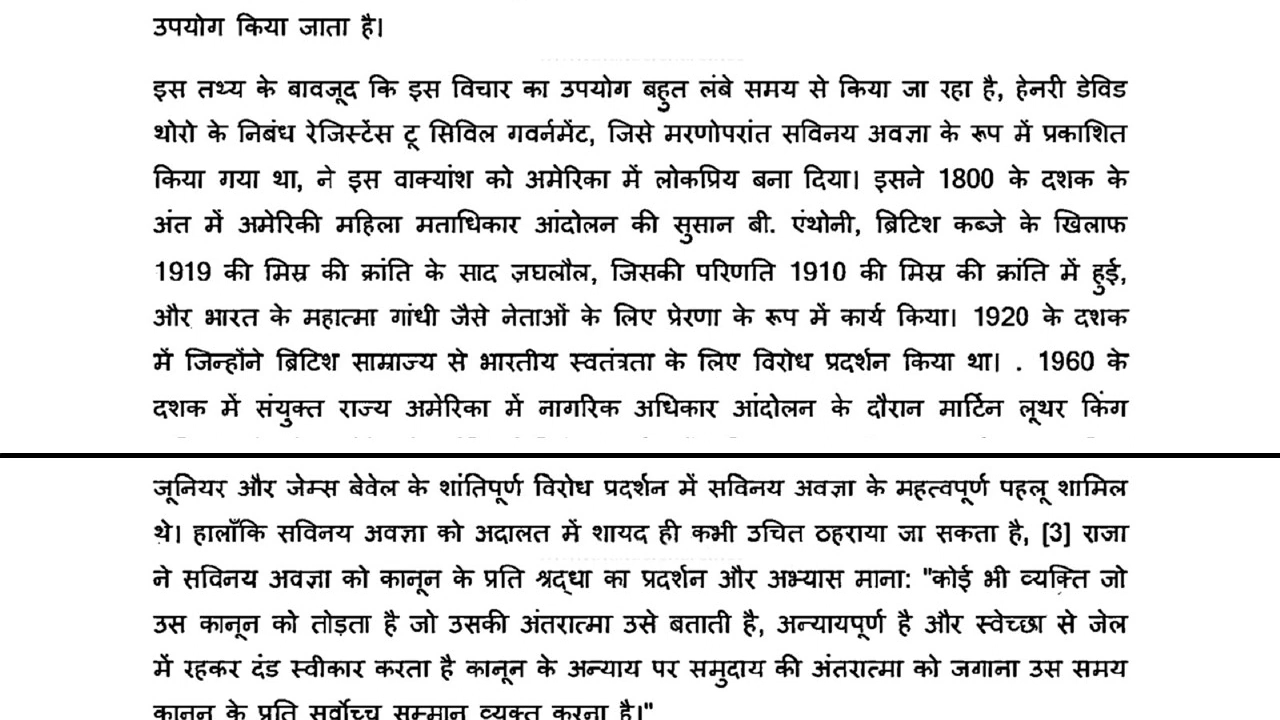 उपयोग किया जाता है।
इस तथ्य के बावजूद कि इस विचार का उपयोग बहुत लंबे समय से किया जा रहा है, हेनरी डेविड
थोरो के निबंध रेजिस्टेंस टू सिविल गवर्नमेंट, जिसे मरणोपरांत सविनय अवज्ञा के रूप में प्रकाशित
किया गया था, ने इस वाक्यांश को अमेरिका में लोकप्रिय बना दिया। इसने 1800 के दशक के
अंत में अमेरिकी महिला मताधिकार आंदोलन की सुसान बी. एंथोनी, ब्रिटिश कब्जे के खिलाफ
1919 की मिस्र की क्रांति के साद ज़घलौल, जिसकी परिणति 1910 की मिस्र की क्रांति में हुई,
और भारत के महात्मा गांधी जैसे नेताओं के लिए प्रेरणा के रूप में कार्य किया। 1920 के दशक
में जिन्होंने ब्रिटिश साम्राज्य से भारतीय स्वतंत्रता के लिए विरोध प्रदर्शन किया था। . 1960 के
दशक में संयुक्त राज्य अमेरिका में नागरिक अधिकार आंदोलन के दौरान मार्टिन लूथर किंग
जूनियर और जेम्स बेवेल के शांतिपूर्ण विरोध प्रदर्शन में सविनय अवज्ञा के महत्वपूर्ण पहलू शामिल
थे। हालाँकि सविनय अवज्ञा को अदालत में शायद ही कभी उचित ठहराया जा सकता है, [3] राजा
ने सविनय अवज्ञा को कानून के प्रति श्रद्धा का प्रदर्शन और अभ्यास माना: "कोई भी व्यक्ति जो
उस कानून को तोड़ता है जो उसकी अंतरात्मा उसे बताती है, अन्यायपूर्ण है और स्वेच्छा से जेल
में रहकर दंड स्वीकार करता है कानून के अन्याय पर समुदाय की अंतरात्मा को जगाना उस समय
कानून के प्रति सर्वोच्च सम्मान व्यक्त करना है।"